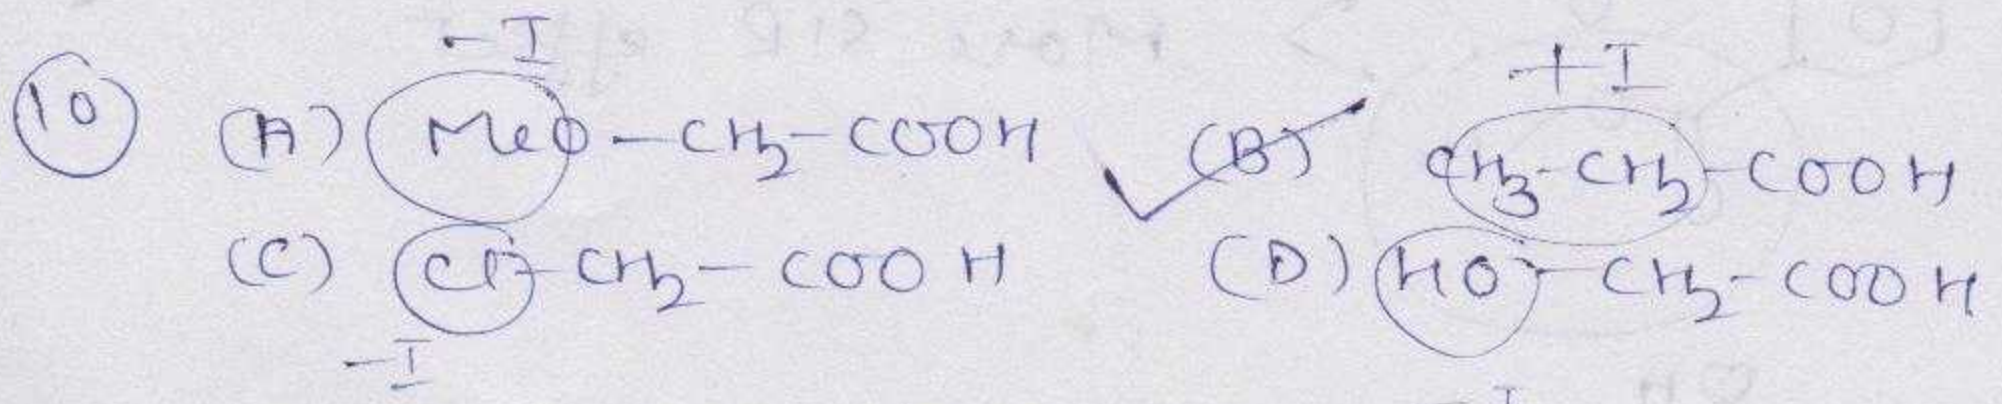 -I +I
(10) (A) MeO-CH2-COOH (B) CH3-CH2-COOH
(C) Cl-CH2-COOH (D) HO-CH2-COOH
-I